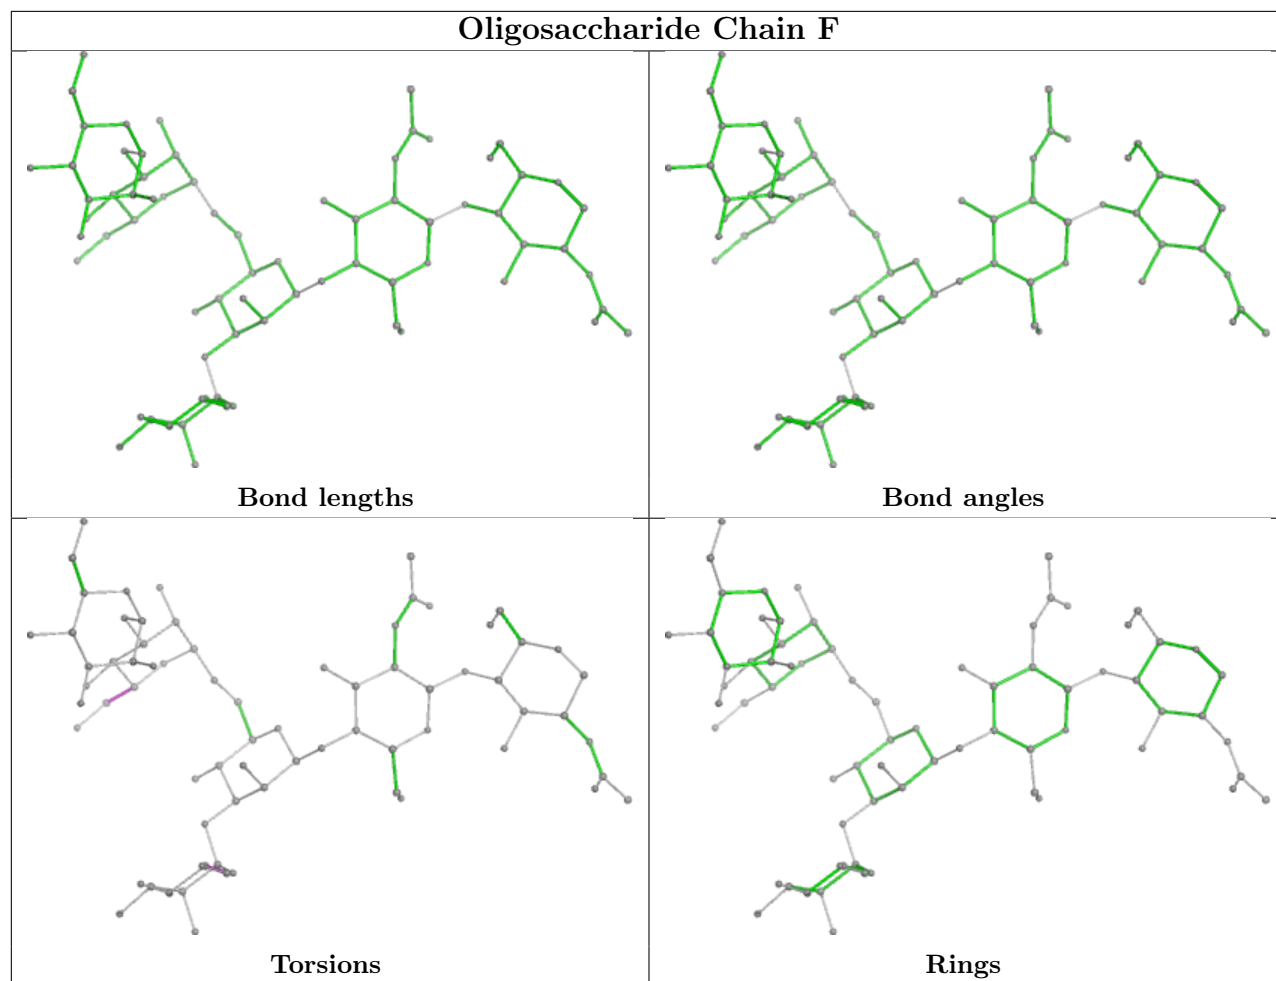 Oligosaccharide Chain F
Bond lengths
Bond angles
Torsions
Rings